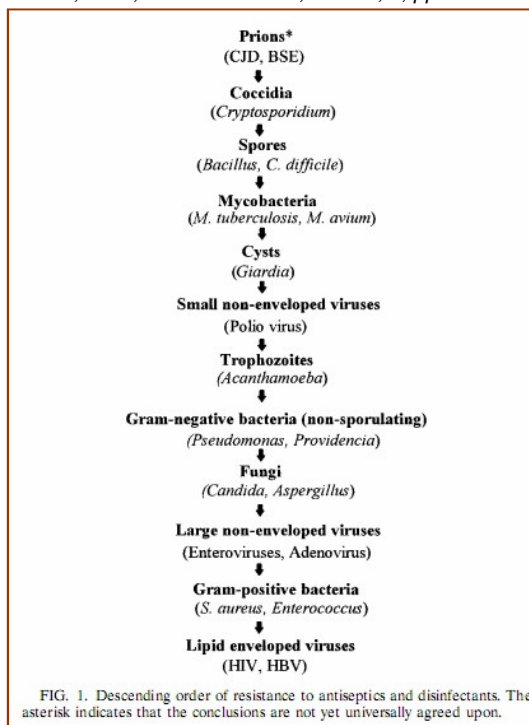 Prions*
(CJD, BSE)
Coccidia
(Cryptosporidium)
Spores
(Bacillus, C. difficile)
Mycobacteria
(M. tuberculosis, M. avium)
Cysts
(Giardia)
Small non-enveloped viruses
(Polio virus)
Trophozoites
(Acanthamoeba)
Gram-negative bacteria (non-sporulating)
(Pseudomonas, Providencia)
Fungi
(Candida, Aspergillus)
Large non-enveloped viruses
(Enteroviruses, Adenovirus)
Gram-positive bacteria
(S. aureus, Enterococcus)
Lipid enveloped viruses
(HIV, HBV)
FIG. 1. Descending order of resistance to antiseptics and disinfectants. The
asterisk indicates that the conclusions are not yet universally agreed upon.